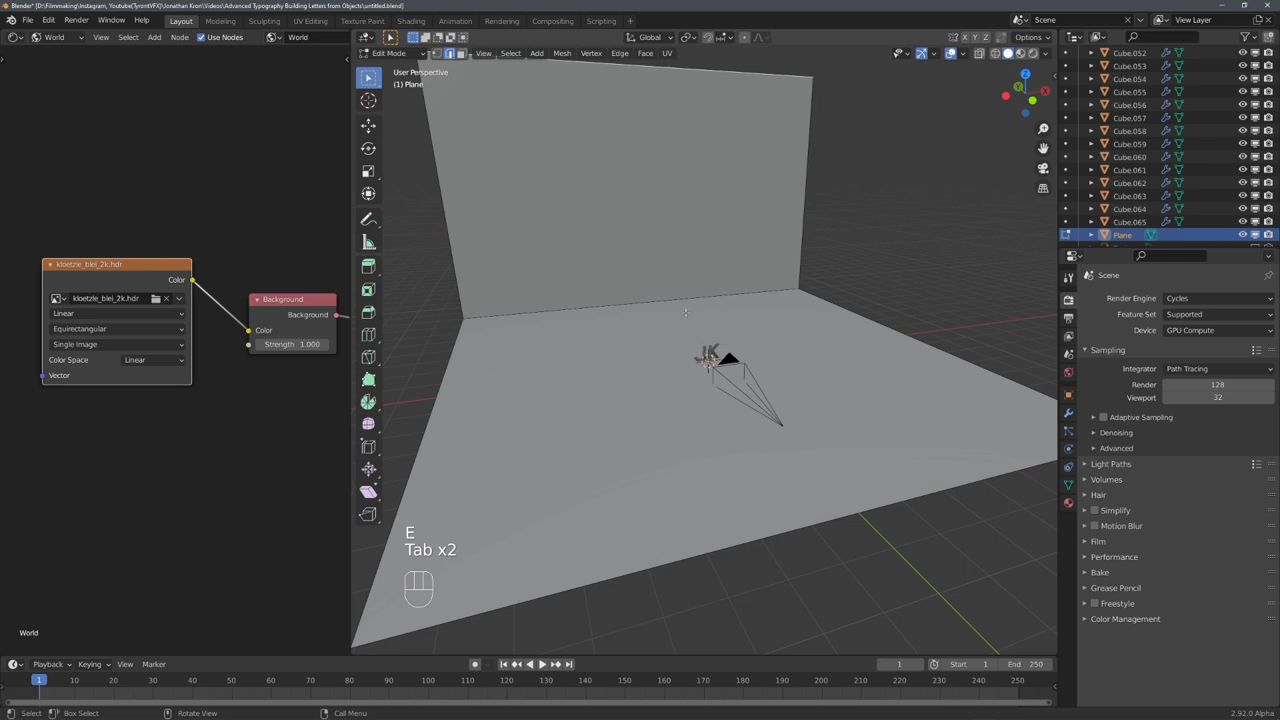 Blender* [D:\Filmmaking\Instagram, Youtube(TyrontVFX)\Jonathan Kron\Videos\Advanced Typography Building Letters from Objects\untitled.blend]
File Edit Render Window Help Layout Modeling Sculpting UV Editing Texture Paint Shading Animation Rendering Compositing Scripting Scene View Layer
World View Select Add Node Use Nodes World Global X Y Z Options
Edit Mode View Select Add Mesh Vertex Edge Face UV
User Perspective
(1) Plane
kloetzle_blei_2k.hdr
Color
kloetzle_blei_2k.hdr
Linear
Equirectangular
Single Image
Color Space Linear
Vector
Background
Background
Color
Strength 1.000
World
JK
Z
Y
X
E
Tab x2
Cube.052
Cube.053
Cube.054
Cube.055
Cube.056
Cube.057
Cube.058
Cube.059
Cube.060
Cube.061
Cube.062
Cube.063
Cube.064
Cube.065
Plane
Scene
Render Engine Cycles
Feature Set Supported
Device GPU Compute
Sampling
Integrator Path Tracing
Render 128
Viewport 32
Adaptive Sampling
Denoising
Advanced
Light Paths
Volumes
Hair
Simplify
Motion Blur
Film
Performance
Bake
Grease Pencil
Freestyle
Color Management
Playback Keying View Marker 1 Start 1 End 250
1 10 20 30 40 50 60 70 80 90 100 110 120 130 140 150 160 170 180 190 200 210 220 230 240 250
Select Box Select Rotate View Call Menu 2.92.0 Alpha